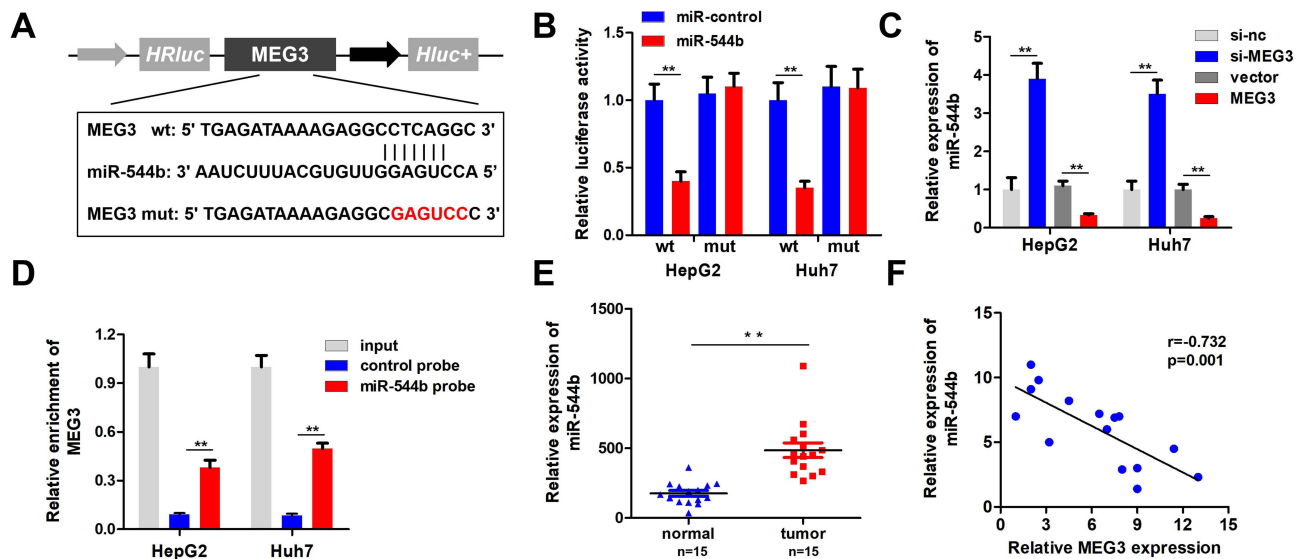 A
HRluc MEG3 Hluc+
MEG3 wt: 5' TGAGATAAAAGAGGCCTCAGGC 3'
miR-544b: 3' AAUCUUUACGUGUUGGAGUCCA 5’
MEG3 mut: 5' TGAGATAAAAGAGGCGAGUCCC 3'
B
miR-control
miR-544b
Relative luciferase activity
1.5
1.0
0.5
0.0
** **
wt mut wt mut
HepG2 Huh7
C
si-nc
si-MEG3
vector
MEG3
Relative expression of
miR-544b
5
4
3
2
1
0
** ** ** **
HepG2 Huh7
D
input
control probe
miR-544b probe
Relative enrichment of
MEG3
1.2
0.9
0.6
0.3
0.0
** **
HepG2 Huh7
E
Relative expression of
miR-544b
1500
1000
500
0
* *
normal tumor
n=15 n=15
F
Relative expression of
miR-544b
15
10
5
0
r=-0.732
p=0.001
0 3 6 9 12 15
Relative MEG3 expression